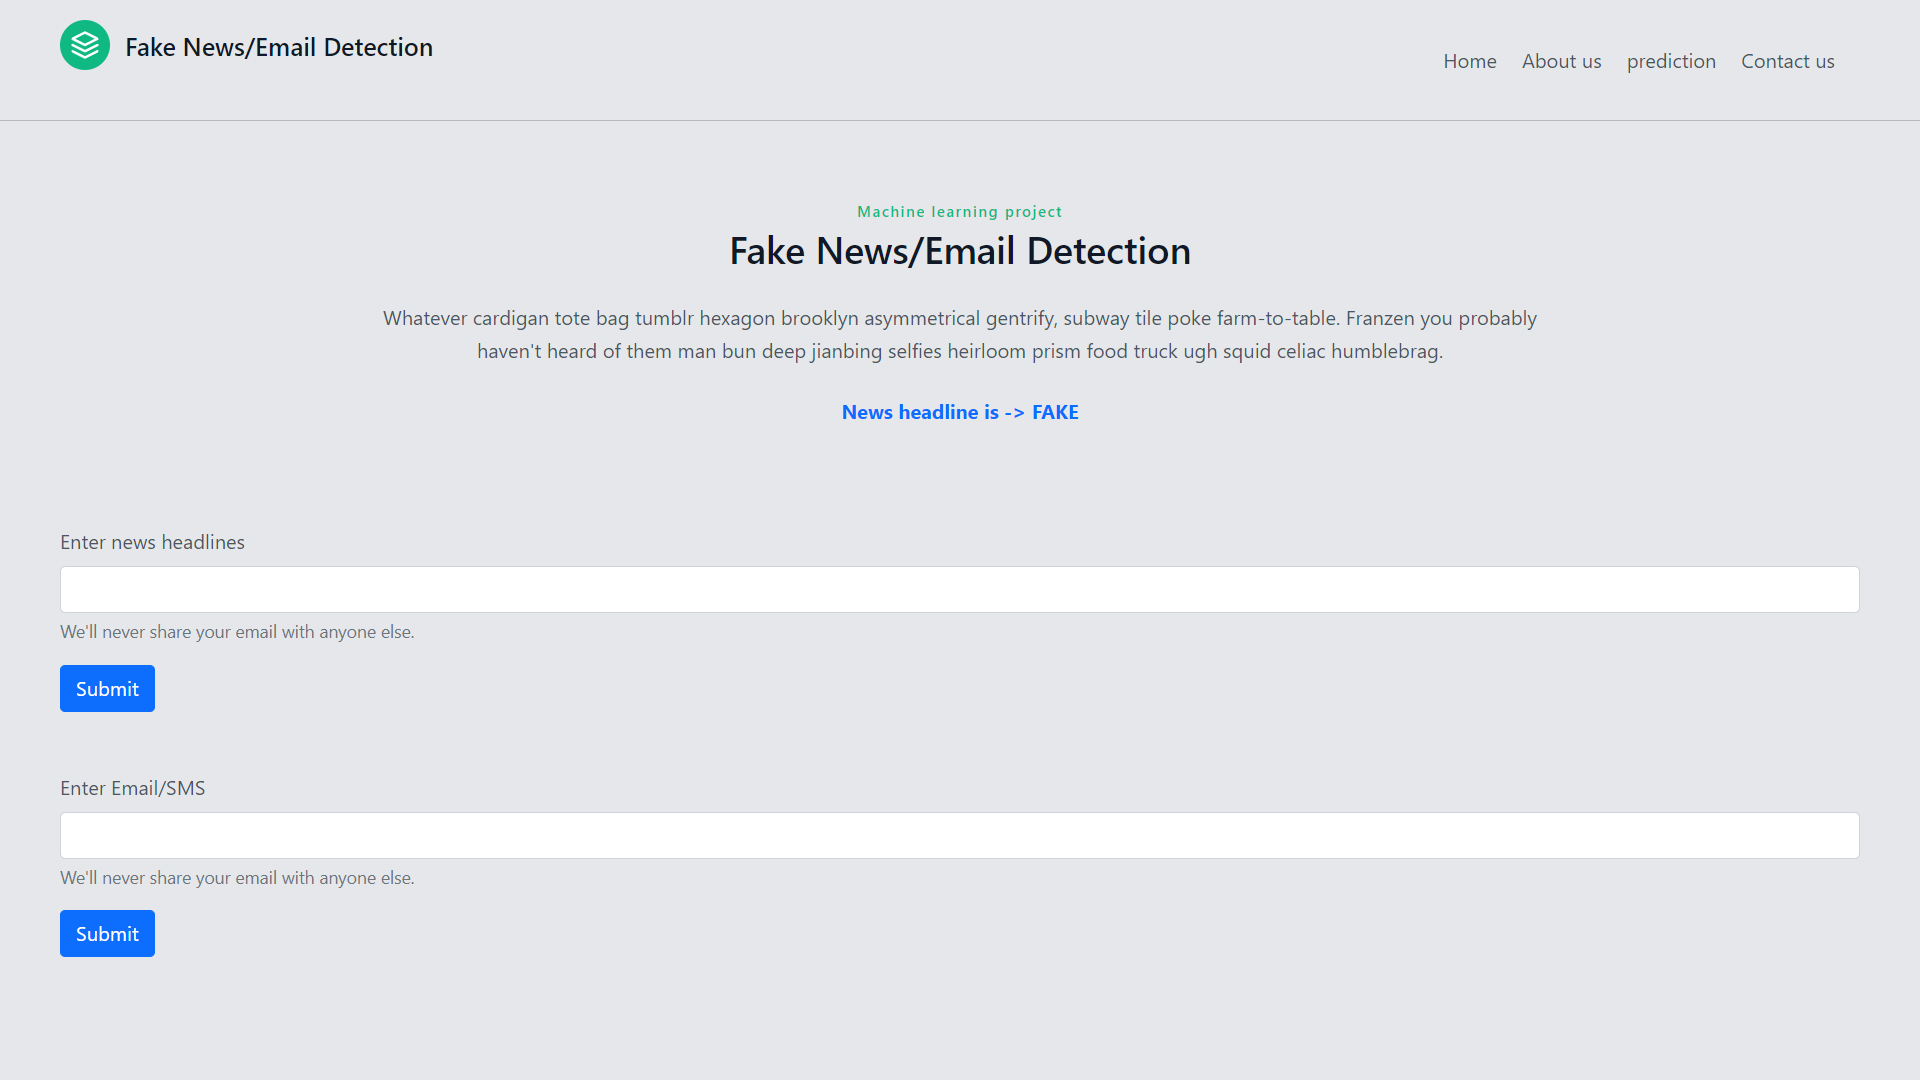 Fake News/Email Detection
Home About us prediction Contact us
Machine learning project
Fake News/Email Detection
Whatever cardigan tote bag tumblr hexagon brooklyn asymmetrical gentrify, subway tile poke farm-to-table. Franzen you probably
haven't heard of them man bun deep jianbing selfies heirloom prism food truck ugh squid celiac humblebrag.
News headline is -> FAKE
Enter news headlines
We'll never share your email with anyone else.
Submit
Enter Email/SMS
We'll never share your email with anyone else.
Submit